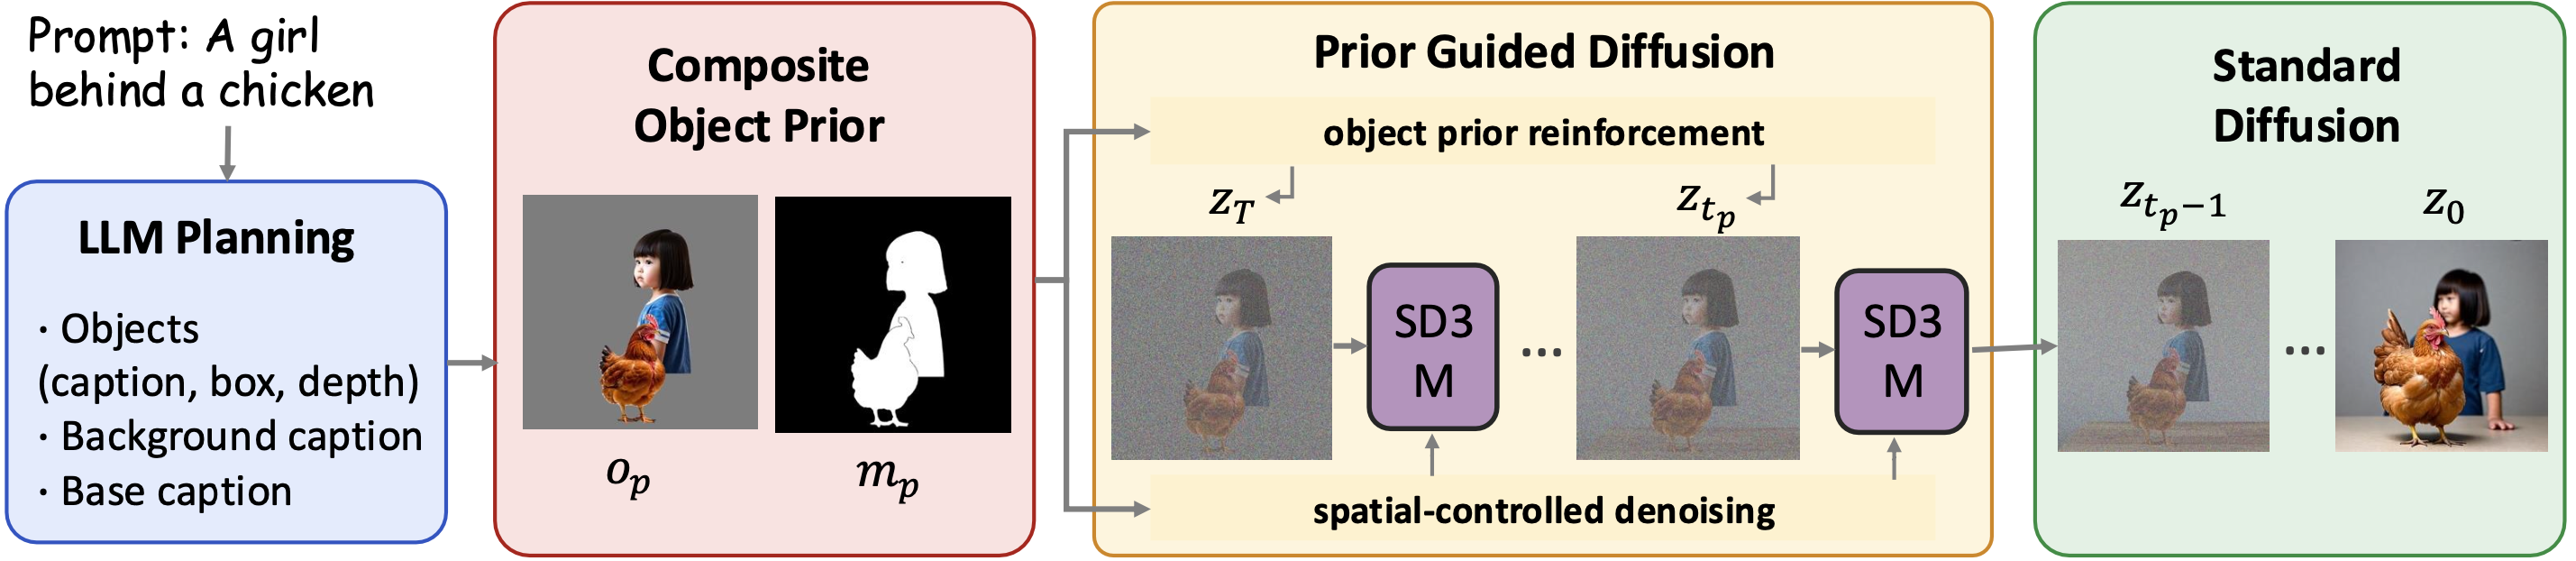 Prompt: A girl
behind a chicken
LLM Planning
· Objects
(caption, box, depth)
· Background caption
· Base caption
Composite
Object Prior
o_p
m_p
Prior Guided Diffusion
object prior reinforcement
z_T
z_{t_p}
SD3
M
...
SD3
M
spatial-controlled denoising
Standard
Diffusion
z_{t_p-1}
z_0
...